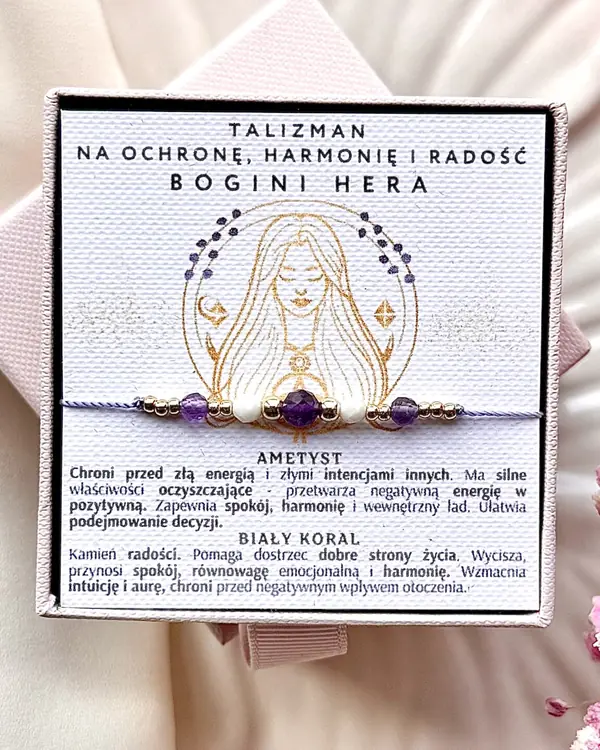 TALIZMAN
NA OCHRONĘ, HARMONIĘ I RADOŚĆ
BOGINI HERA
AMETYST
Chroni przed złą energią i złymi intencjami innych. Ma silne
właściwości oczyszczające - przetwarza negatywną energię w
pozytywną. Zapewnia spokój, harmonię i wewnętrzny ład. Ułatwia
podejmowanie decyzji.
BIAŁY KORAL
Kamień radości. Pomaga dostrzec dobre strony życia. Wycisza,
przynosi spokój, równowagę emocjonalną i harmonię. Wzmacnia
intuicję i aurę, chroni przed negatywnym wpływem otoczenia.